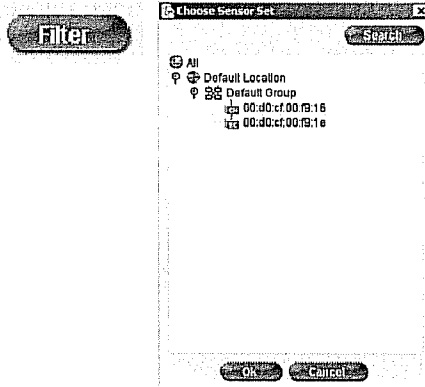 Filter
Choose Sensor Set
Search
All
Default Location
Default Group
00:d0:cf:00:f9:16
00:d0:cf:00:f9:1e
Ok
Cancel